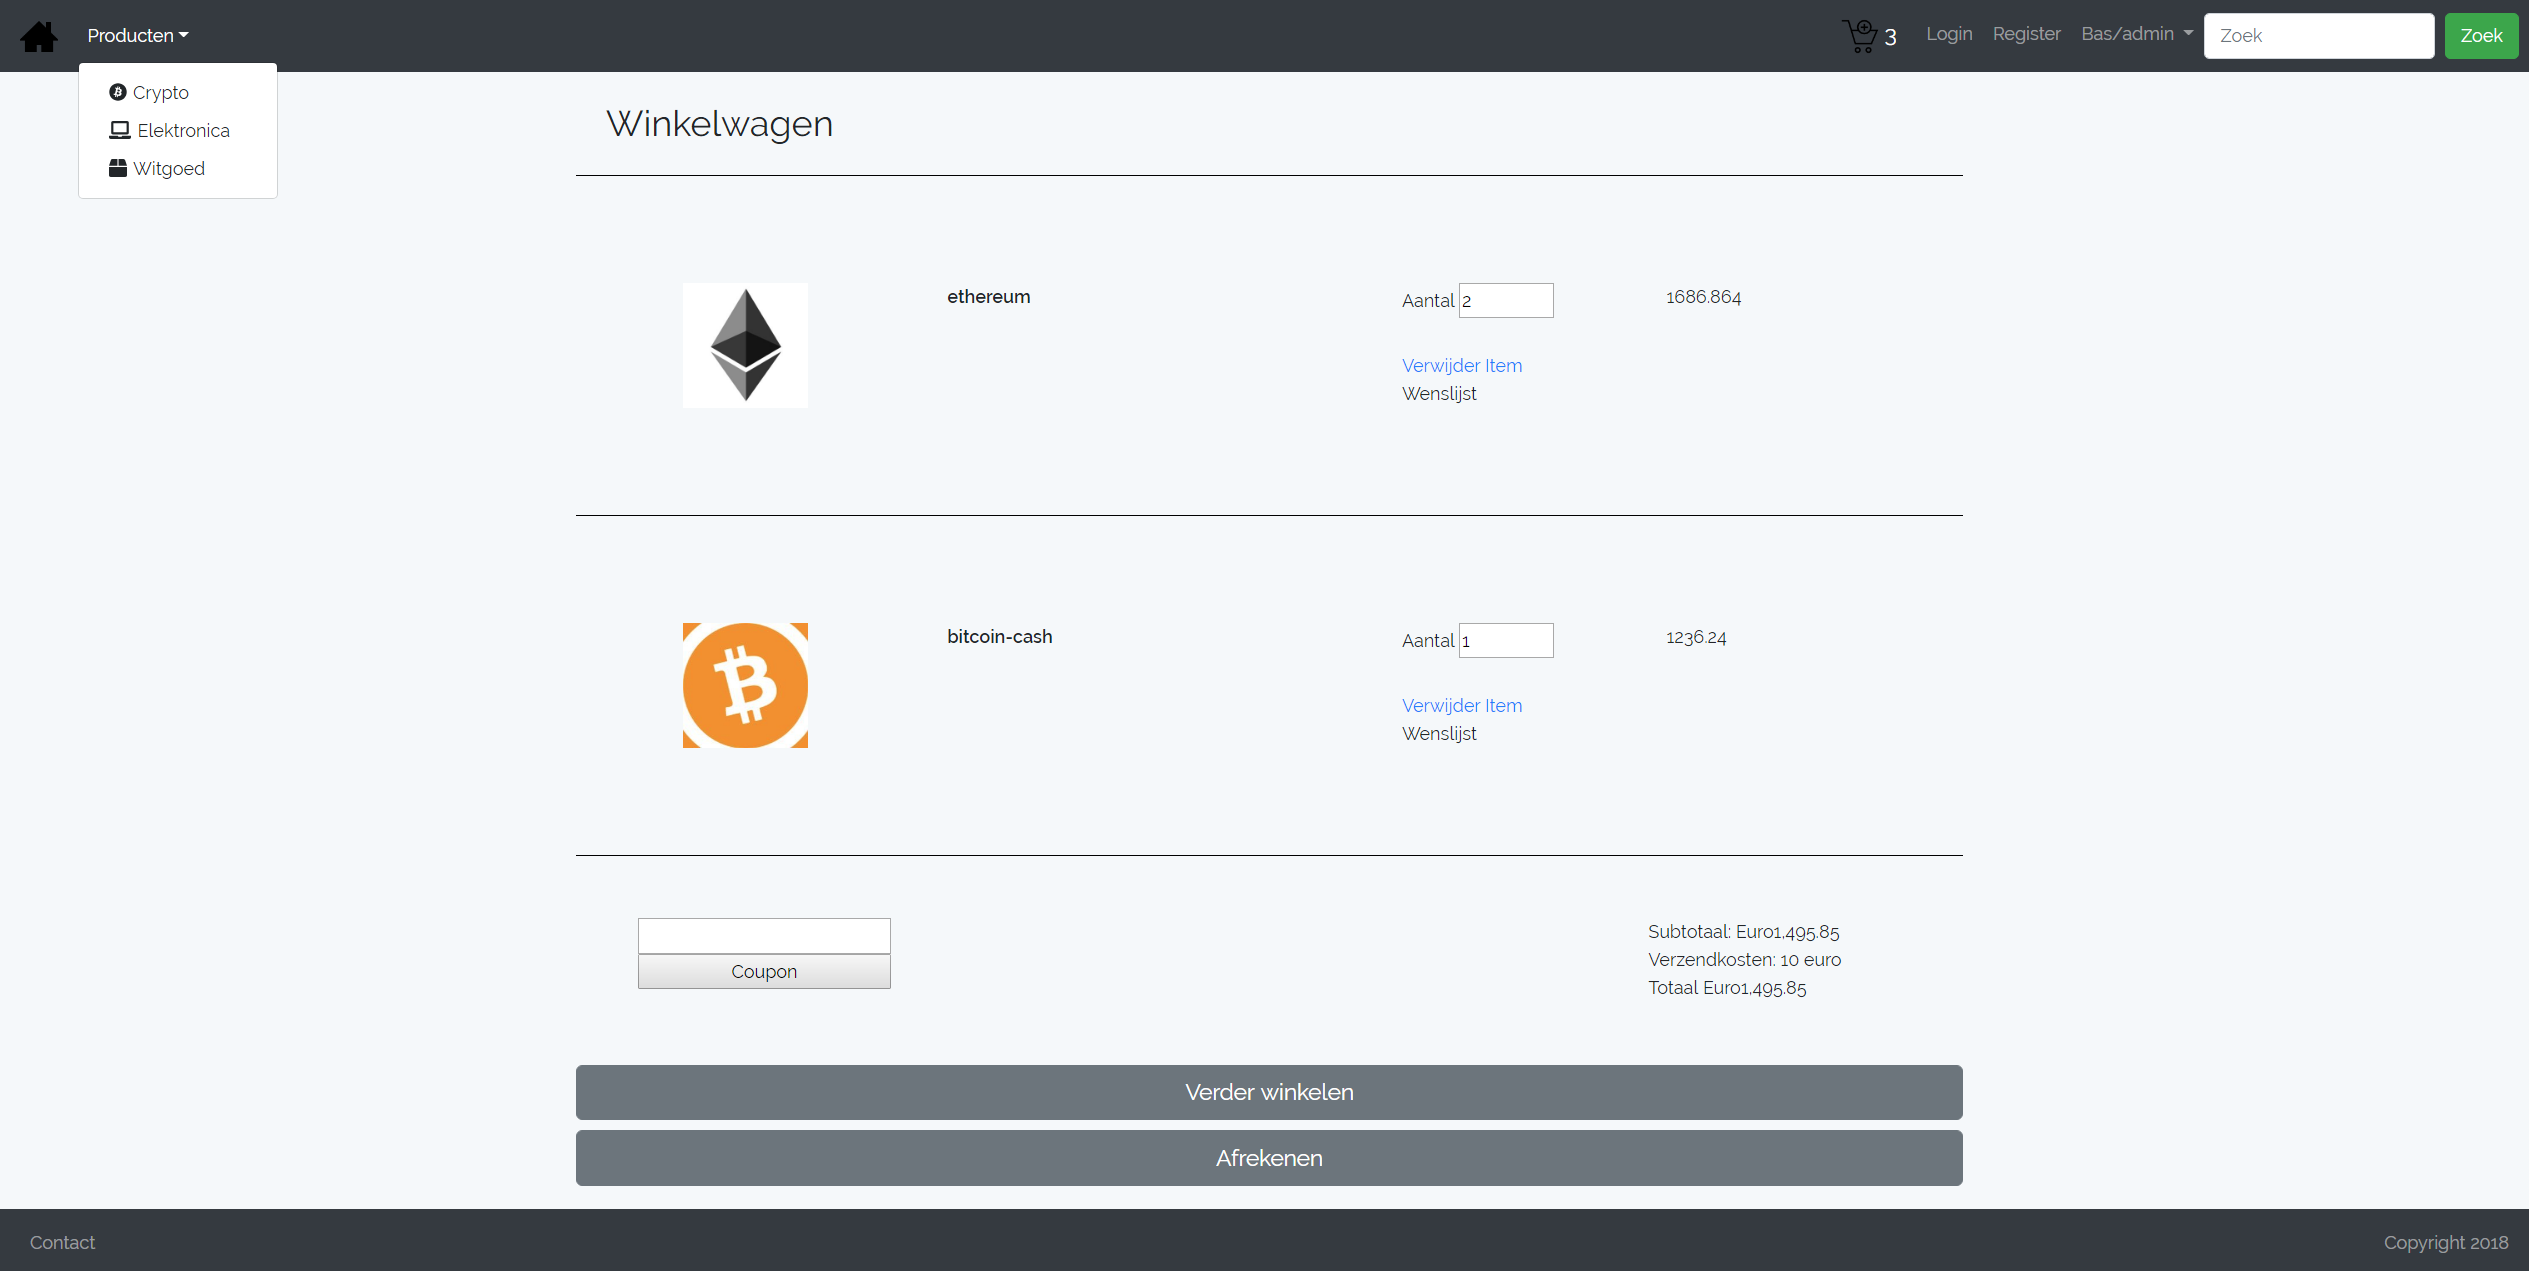 Producten
3
Login
Register
Bas/admin
Zoek
Zoek
Crypto
Elektronica
Witgoed
Winkelwagen
ethereum
Aantal 2
1686.864
Verwijder Item
Wenslijst
bitcoin-cash
Aantal 1
1236.24
Verwijder Item
Wenslijst
Coupon
Subtotaal: Euro1,495.85
Verzendkosten: 10 euro
Totaal Euro1,495.85
Verder winkelen
Afrekenen
Contact
Copyright 2018